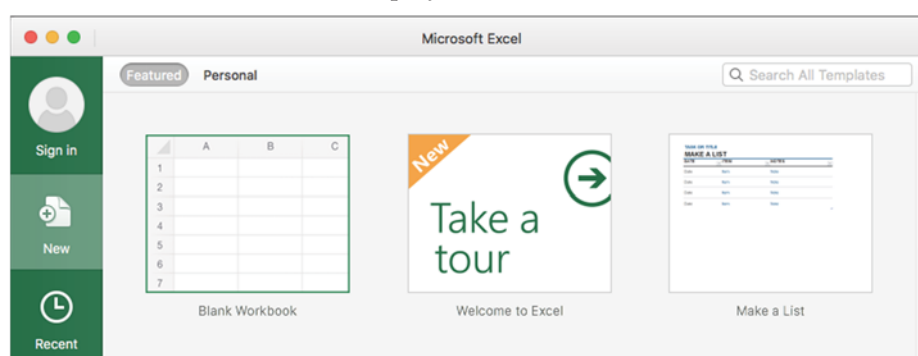 Microsoft Excel
Featured Personal
Search All Templates
Sign in
New
Recent
A B C
1
2
3
4
5
6
7
Blank Workbook
New
Take a
tour
Welcome to Excel
MAKE A LIST
Make a List